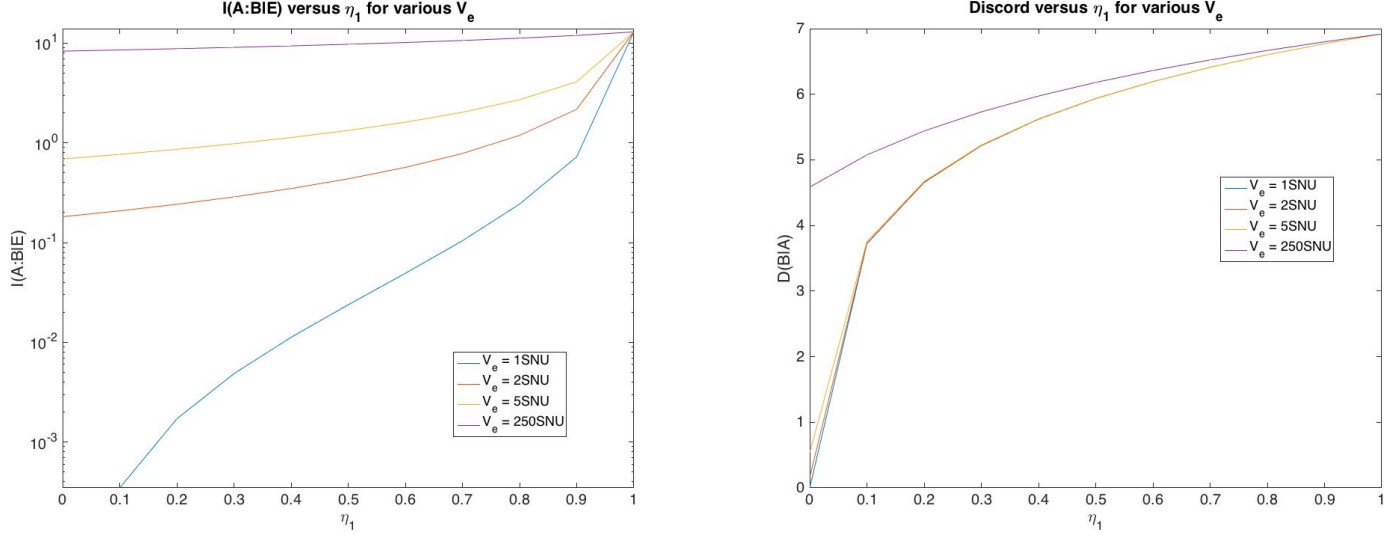 I(A:B|E) versus η₁ for various Vₑ
I(A:B|E)
10¹
10⁰
10⁻¹
10⁻²
10⁻³
0 0.1 0.2 0.3 0.4 0.5 0.6 0.7 0.8 0.9 1
η₁
Vₑ = 1SNU
Vₑ = 2SNU
Vₑ = 5SNU
Vₑ = 250SNU
Discord versus η₁ for various Vₑ
D(B|A)
7
6
5
4
3
2
1
0
0 0.1 0.2 0.3 0.4 0.5 0.6 0.7 0.8 0.9 1
η₁
Vₑ = 1SNU
Vₑ = 2SNU
Vₑ = 5SNU
Vₑ = 250SNU